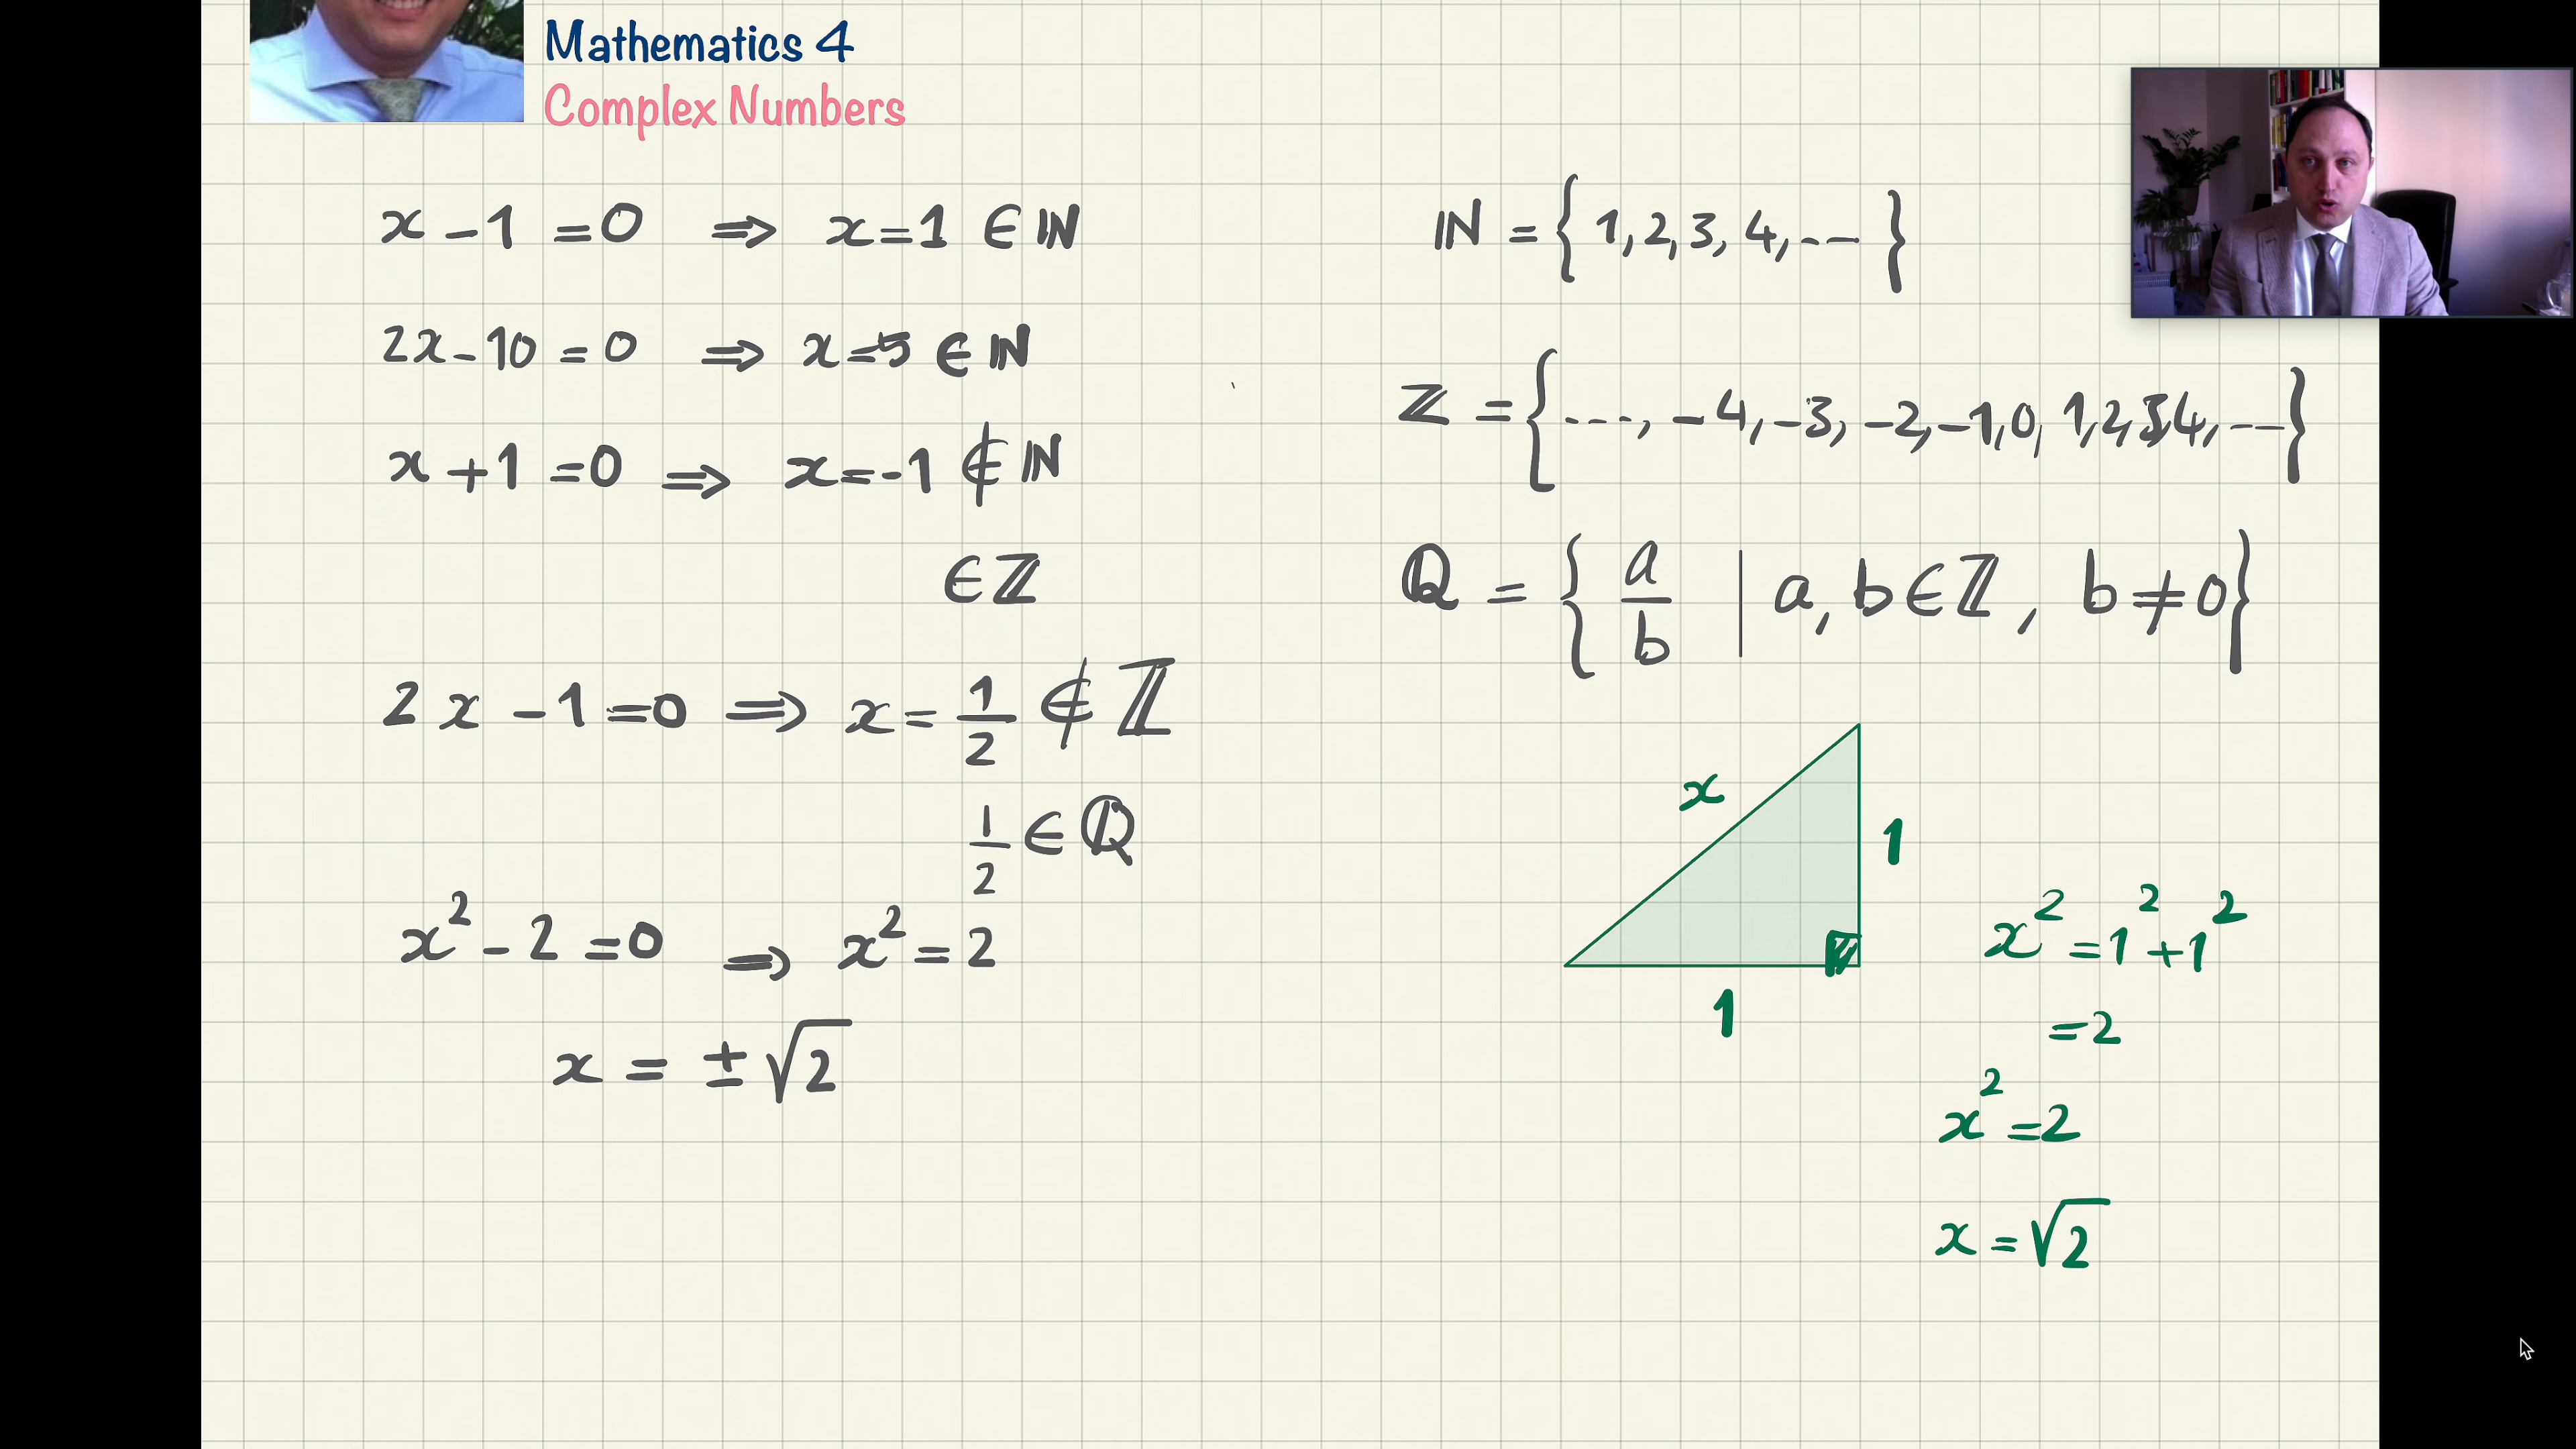 Mathematics 4
Complex Numbers
x - 1 = 0 ⇒ x = 1 ∈ ℕ
2x - 10 = 0 ⇒ x = 5 ∈ ℕ
x + 1 = 0 ⇒ x = -1 ∉ ℕ
∈ ℤ
2x - 1 = 0 ⇒ x = 1/2 ∉ ℤ
1/2 ∈ ℚ
x² - 2 = 0 ⇒ x² = 2
x = ± √2
ℕ = { 1, 2, 3, 4, -- }
ℤ = { ---, -4, -3, -2, -1, 0, 1, 2, 3, 4, -- }
ℚ = { a/b | a, b ∈ ℤ, b ≠ 0 }
x
1
1
x² = 1² + 1²
= 2
x² = 2
x = √2